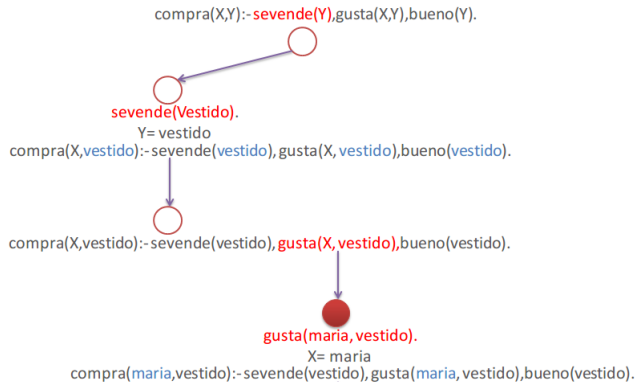 compra(X,Y):-sevende(Y),gusta(X,Y),bueno(Y).
sevende(Vestido).
Y= vestido
compra(X,vestido):-sevende(vestido),gusta(X, vestido),bueno(vestido).
compra(X,vestido):-sevende(vestido), gusta(X, vestido),bueno(vestido).
gusta(maria, vestido).
X= maria
compra(maria,vestido):-sevende(vestido),gusta(maria, vestido),bueno(vestido).